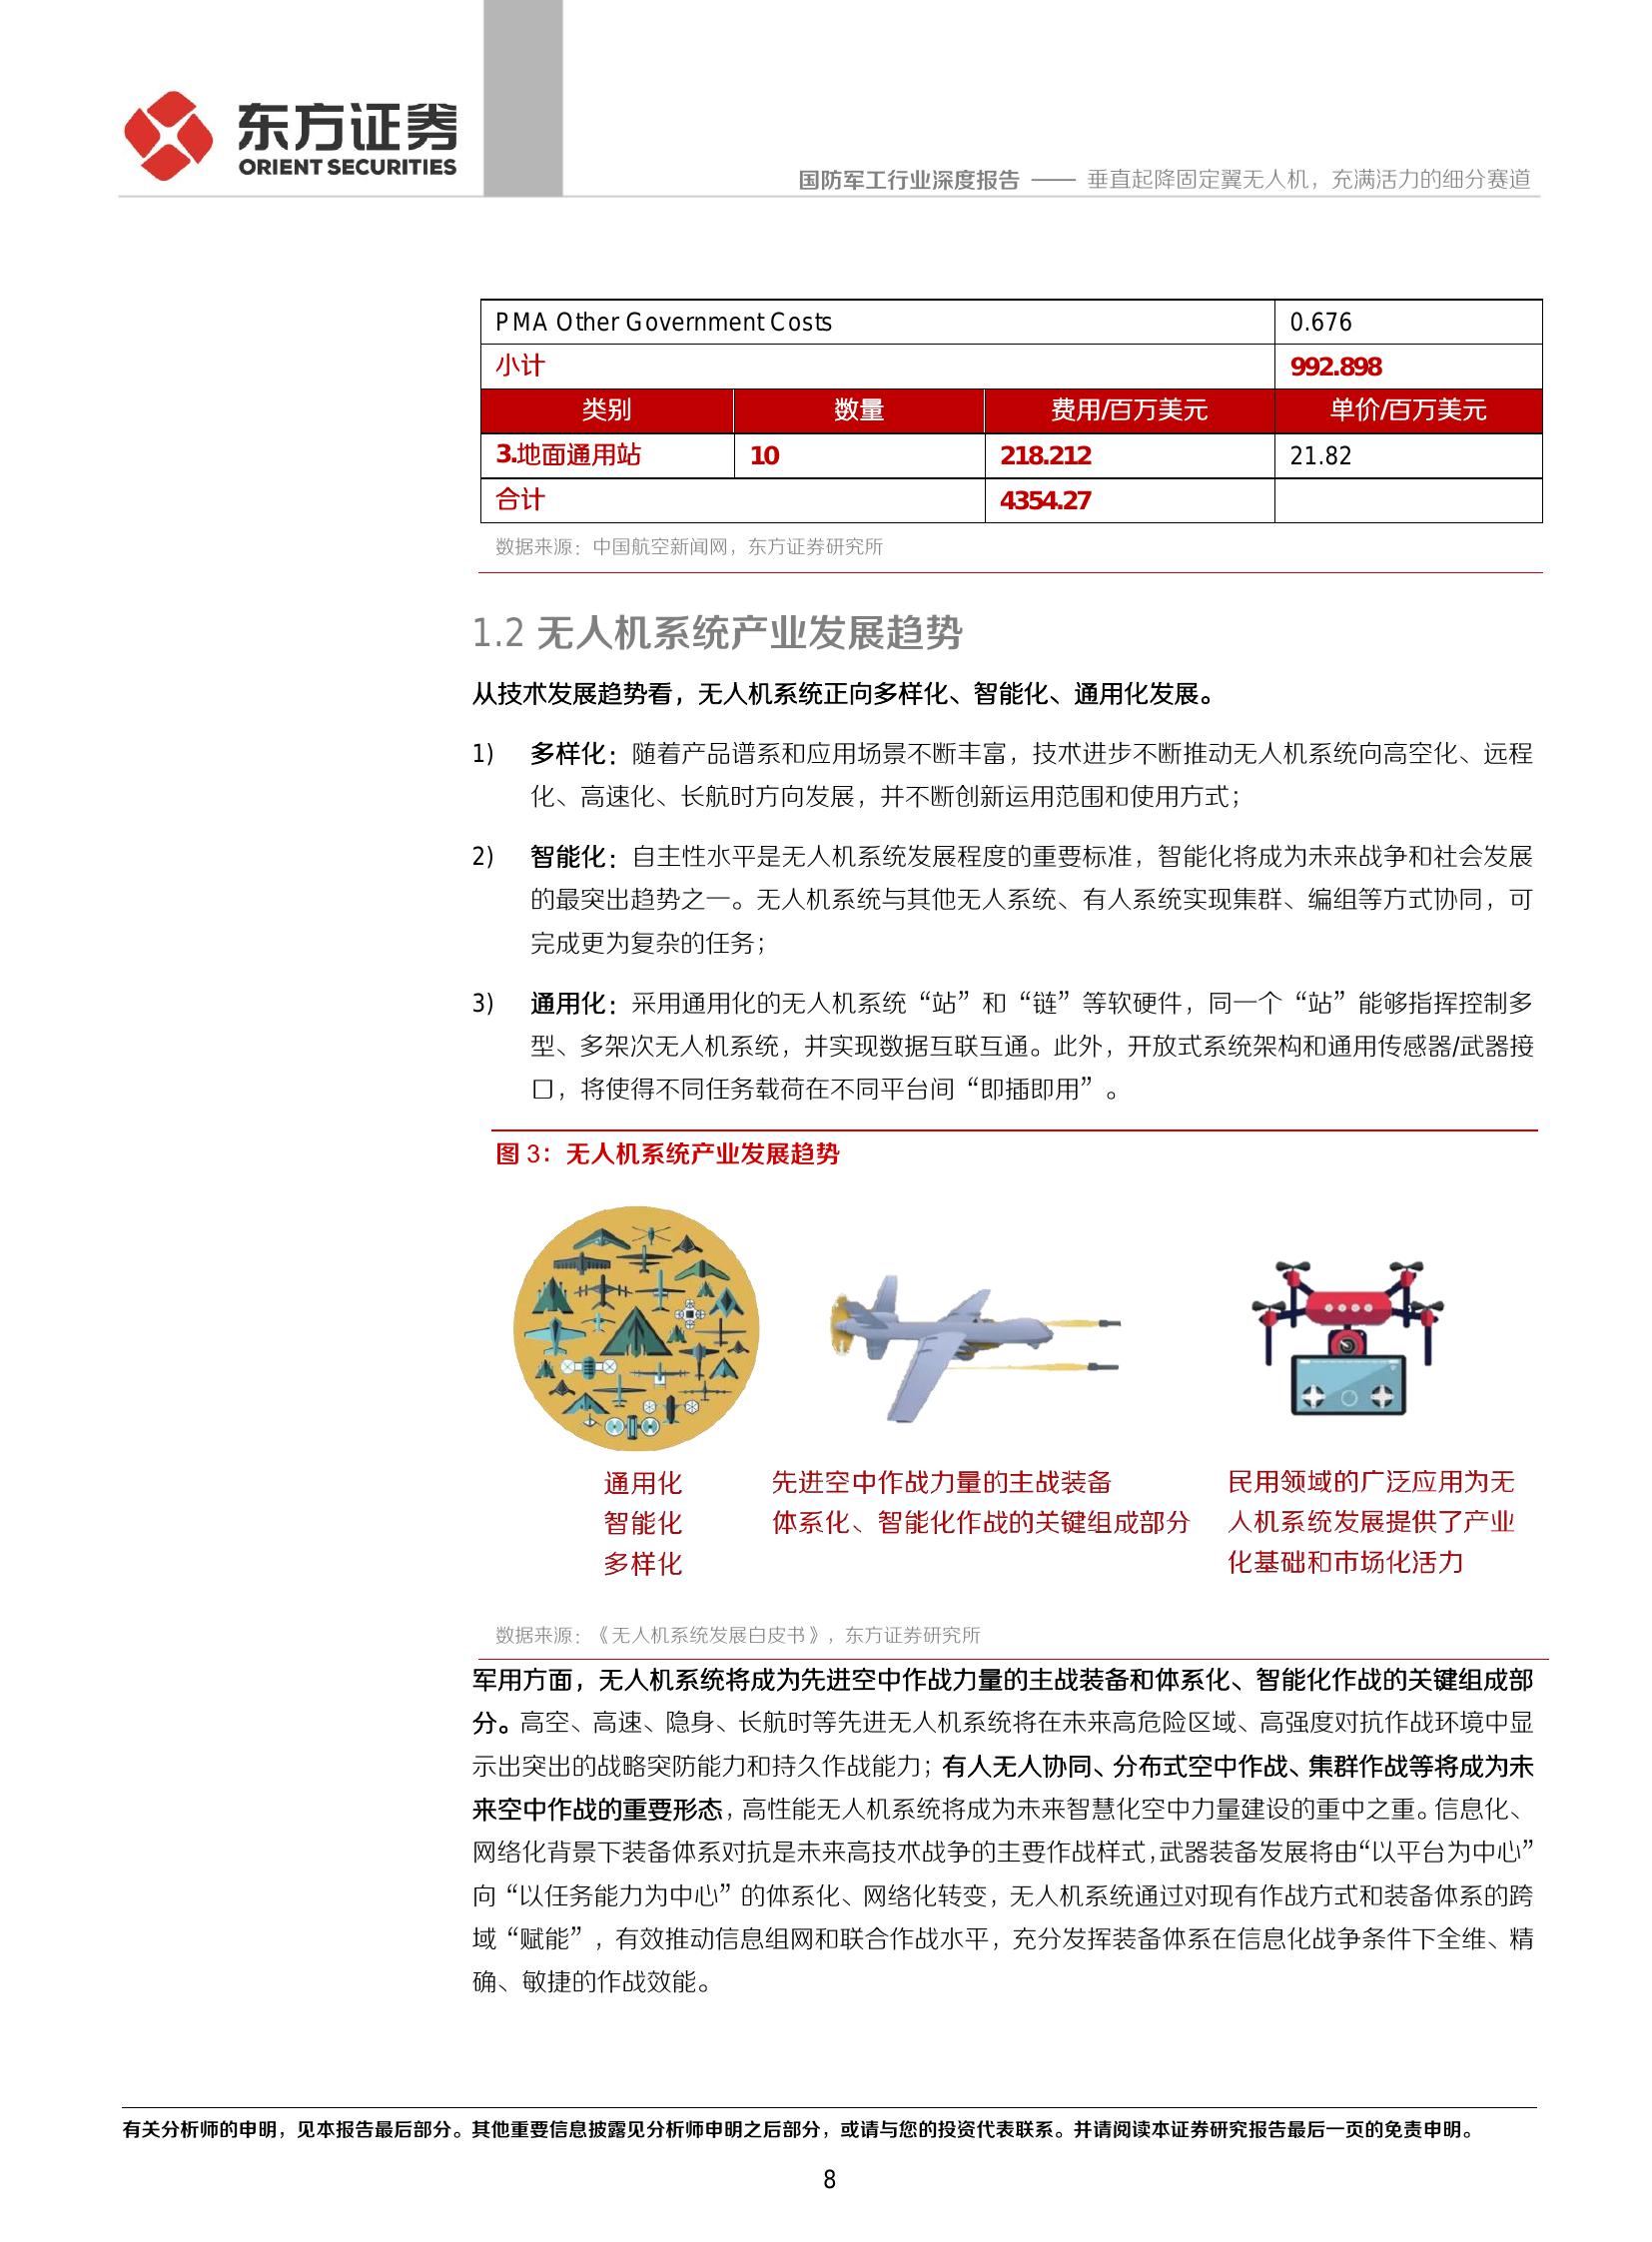 东方证券
ORIENT SECURITIES
国防军工行业深度报告 —— 垂直起降固定翼无人机，充满活力的细分赛道
PMA Other Government Costs 0.676
小计 992.898
类别 数量 费用/百万美元 单价/百万美元
3.地面通用站 10 218.212 21.82
合计 4354.27
数据来源：中国航空新闻网，东方证券研究所
1.2 无人机系统产业发展趋势
从技术发展趋势看，无人机系统正向多样化、智能化、通用化发展。
1) 多样化：随着产品谱系和应用场景不断丰富，技术进步不断推动无人机系统向高空化、远程
化、高速化、长航时方向发展，并不断创新运用范围和使用方式；
2) 智能化：自主性水平是无人机系统发展程度的重要标准，智能化将成为未来战争和社会发展
的最突出趋势之一。无人机系统与其他无人系统、有人系统实现集群、编组等方式协同，可
完成更为复杂的任务；
3) 通用化：采用通用化的无人机系统“站”和“链”等软硬件，同一个“站”能够指挥控制多
型、多架次无人机系统，并实现数据互联互通。此外，开放式系统架构和通用传感器/武器接
口，将使得不同任务载荷在不同平台间“即插即用”。
图 3：无人机系统产业发展趋势
通用化
智能化
多样化
先进空中作战力量的主战装备
体系化、智能化作战的关键组成部分
民用领域的广泛应用为无
人机系统发展提供了产业
化基础和市场化活力
数据来源：《无人机系统发展白皮书》，东方证券研究所
军用方面，无人机系统将成为先进空中作战力量的主战装备和体系化、智能化作战的关键组成部
分。高空、高速、隐身、长航时等先进无人机系统将在未来高危险区域、高强度对抗作战环境中显
示出突出的战略突防能力和持久作战能力；有人无人协同、分布式空中作战、集群作战等将成为未
来空中作战的重要形态，高性能无人机系统将成为未来智慧化空中力量建设的重中之重。信息化、
网络化背景下装备体系对抗是未来高技术战争的主要作战样式，武器装备发展将由“以平台为中心”
向“以任务能力为中心”的体系化、网络化转变，无人机系统通过对现有作战方式和装备体系的跨
域“赋能”，有效推动信息组网和联合作战水平，充分发挥装备体系在信息化战争条件下全维、精
确、敏捷的作战效能。
有关分析师的申明，见本报告最后部分。其他重要信息披露见分析师申明之后部分，或请与您的投资代表联系。并请阅读本证券研究报告最后一页的免责申明。
8